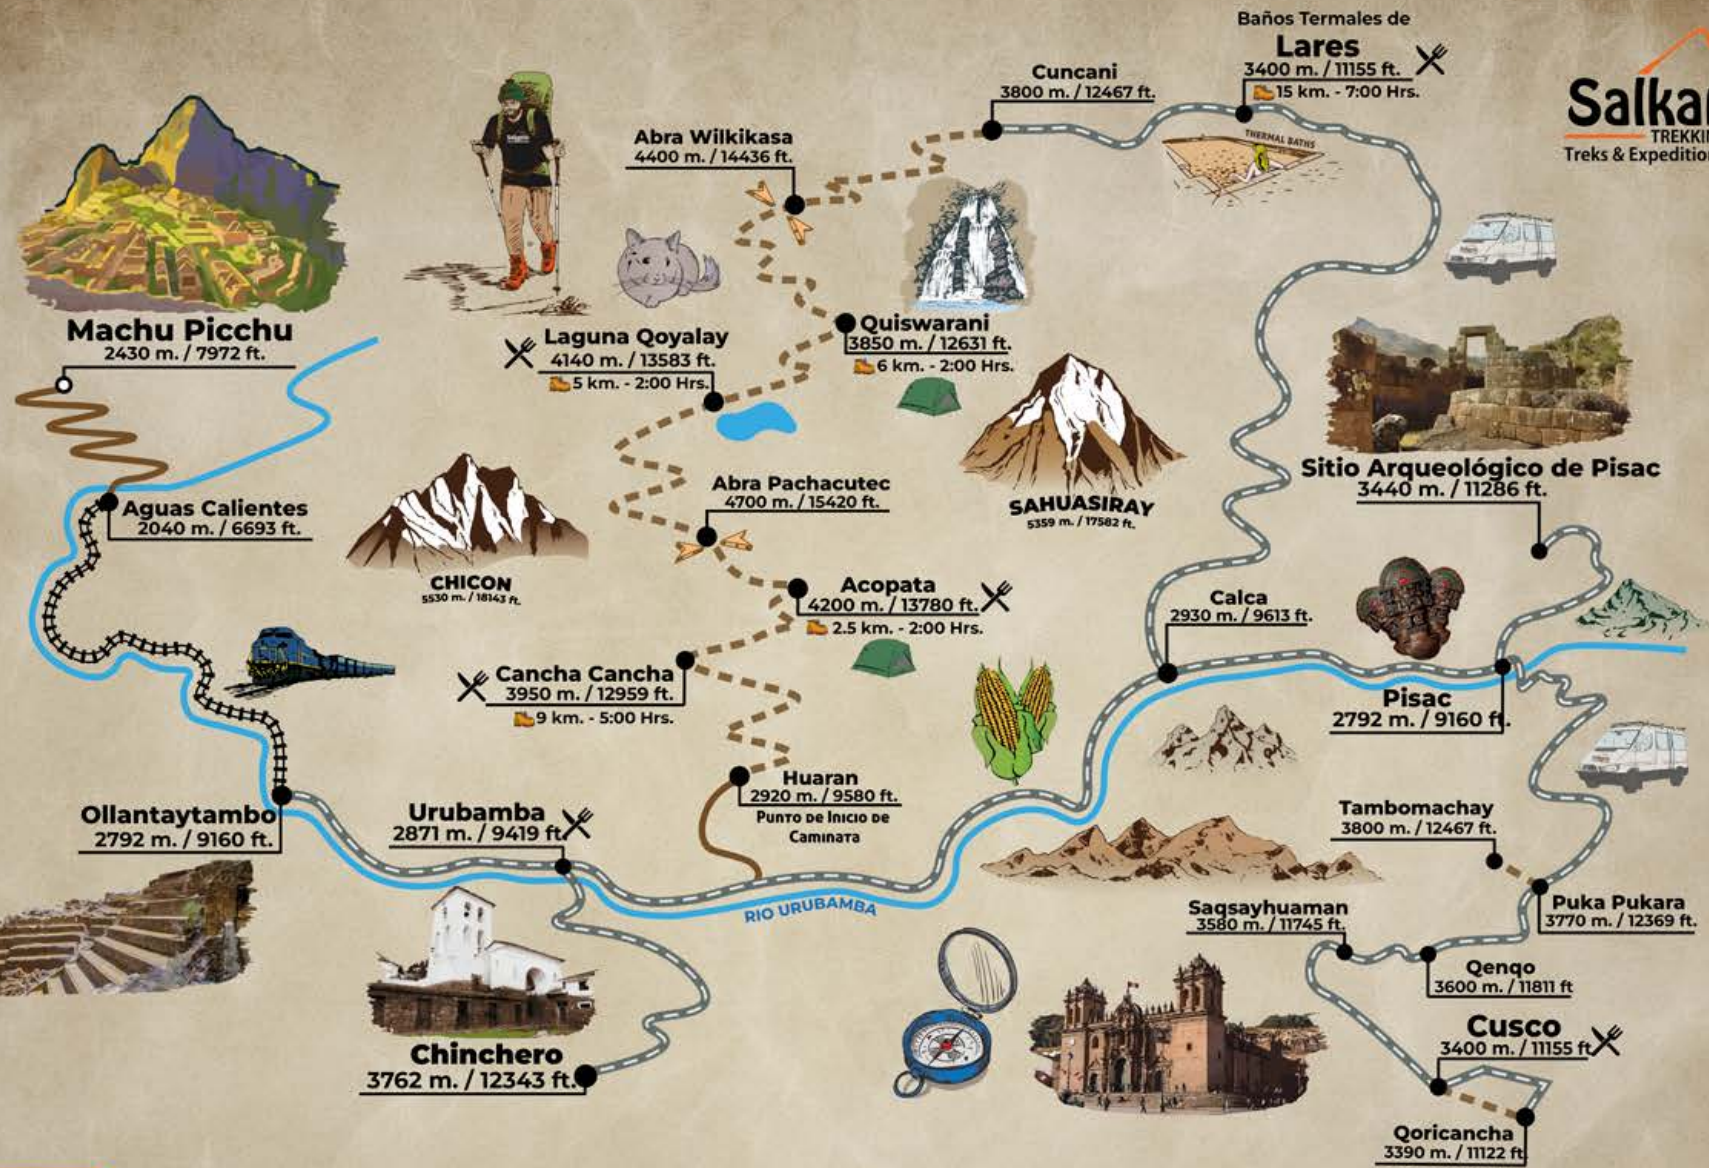 Baños Termales de
Lares
3400 m. / 11155 ft.
15 km. - 7:00 Hrs.
THERMAL BATHS
Cuncani
3800 m. / 12467 ft.
TREKKIN
Treks & Expedition
Abra Wilkikasa
4400 m. / 14436 ft.
Machu Picchu
2430 m. / 7972 ft.
Laguna Qoyalay
4140 m. / 13583 ft.
5 km. - 2:00 Hrs.
Quiswarani
3850 m. / 12631 ft.
6 km. - 2:00 Hrs.
Sitio Arqueológico de Pisac
3440 m. / 11286 ft.
SAHUASIRAY
5359 m. / 17582 ft.
Abra Pachacutec
4700 m. / 15420 ft.
Aguas Calientes
2040 m. / 6693 ft.
CHICON
5530 m. / 18143 ft.
Acopata
4200 m. / 13780 ft.
2.5 km. - 2:00 Hrs.
Calca
2930 m. / 9613 ft.
Cancha Cancha
3950 m. / 12959 ft.
9 km. - 5:00 Hrs.
Pisac
2792 m. / 9160 ft.
Huaran
2920 m. / 9580 ft.
Punto de Inicio de
Caminata
Ollantaytambo
2792 m. / 9160 ft.
Urubamba
2871 m. / 9419 ft
Tambomachay
3800 m. / 12467 ft.
RIO URUBAMBA
Saqsayhuaman
3580 m. / 11745 ft.
Puka Pukara
3770 m. / 12369 ft.
Qenqo
3600 m. / 11811 ft
Cusco
3400 m. / 11155 ft
Chinchero
3762 m. / 12343 ft.
Qoricancha
3390 m. / 11122 ft